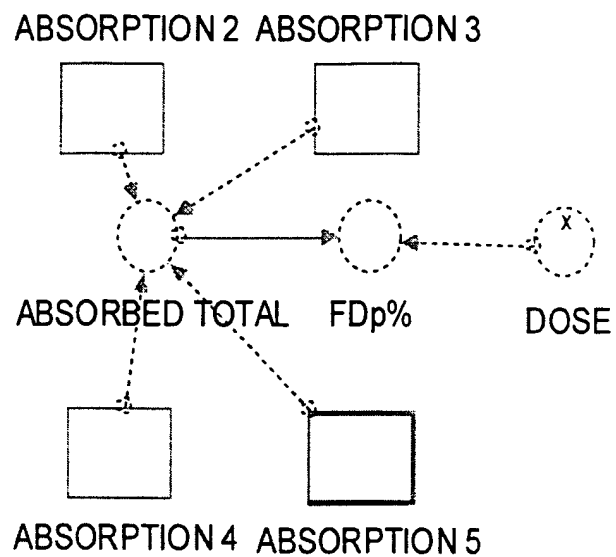 ABSORPTION 2 ABSORPTION 3
x
ABSORBED TOTAL FDp% DOSE
ABSORPTION 4 ABSORPTION 5